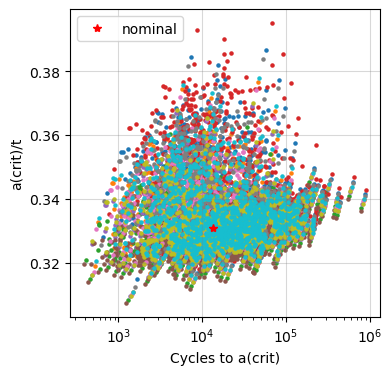 nominal
a(crit)/t
0.38
0.36
0.34
0.32
10³ 10⁴ 10⁵ 10⁶
Cycles to a(crit)